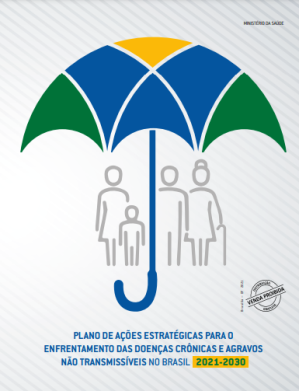 MINISTÉRIO DA SAÚDE
VENDA PROIBIDA
PLANO DE AÇÕES ESTRATÉGICAS PARA O
ENFRENTAMENTO DAS DOENÇAS CRÔNICAS E AGRAVOS
NÃO TRANSMISSÍVEIS NO BRASIL 2021-2030